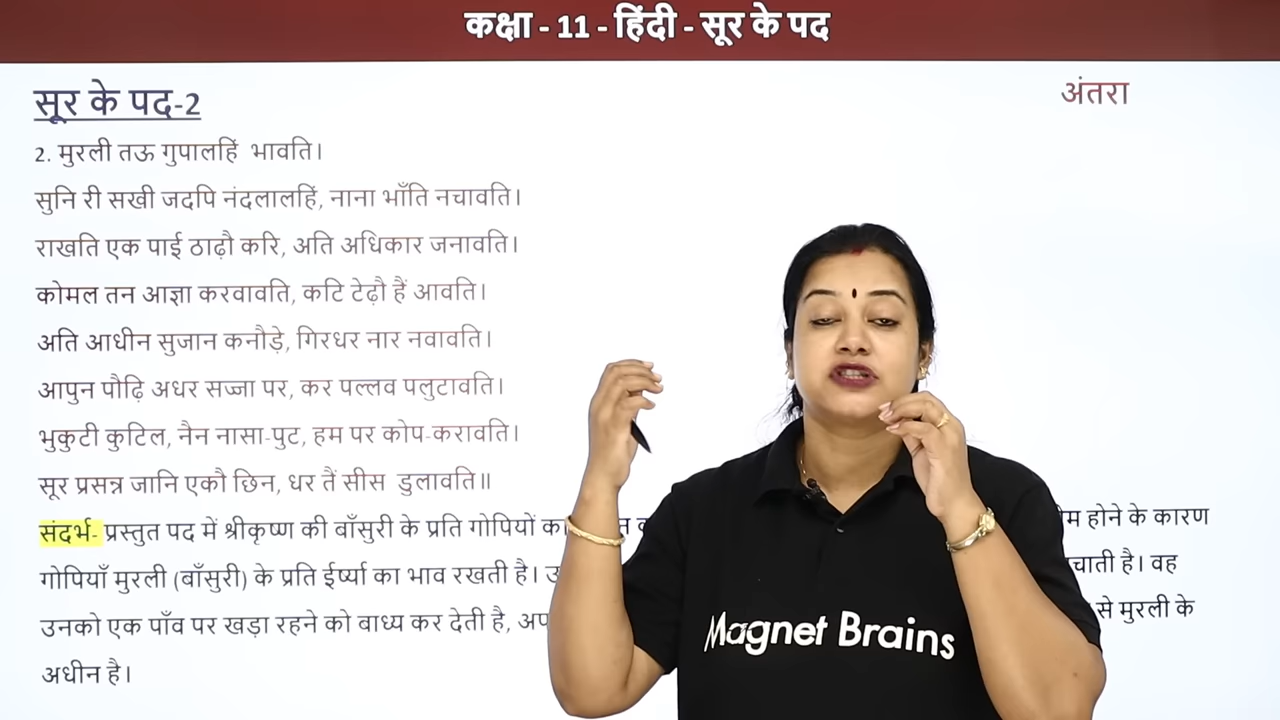 कक्षा - 11 - हिंदी - सूर के पद
सूर के पद-2
अंतरा
2. मुरली तऊ गुपालहिं भावति।
सुनि री सखी जदपि नंदलालहिं, नाना भाँति नचावति।
राखति एक पाई ठाढ़ौ करि, अति अधिकार जनावति।
कोमल तन आज्ञा करवावति, कटि टेढ़ौ हैं आवति।
अति आधीन सुजान कनौड़े, गिरधर नार नवावति।
आपुन पौढ़ि अधर सज्जा पर, कर पल्लव पलुटावति।
भुकुटी कुटिल, नैन नासा-पुट, हम पर कोप-करावति।
सूर प्रसन्न जानि एकौ छिन, धर तैं सीस डुलावति॥
संदर्भ- प्रस्तुत पद में श्रीकृष्ण की बाँसुरी के प्रति गोपियों होने के कारण
गोपियाँ मुरली (बाँसुरी) के प्रति ईर्ष्या का भाव रखती है। है। वह
उनको एक पाँव पर खड़ा रहने को बाध्य कर देती है, से मुरली के
अधीन है।
Magnet Brains